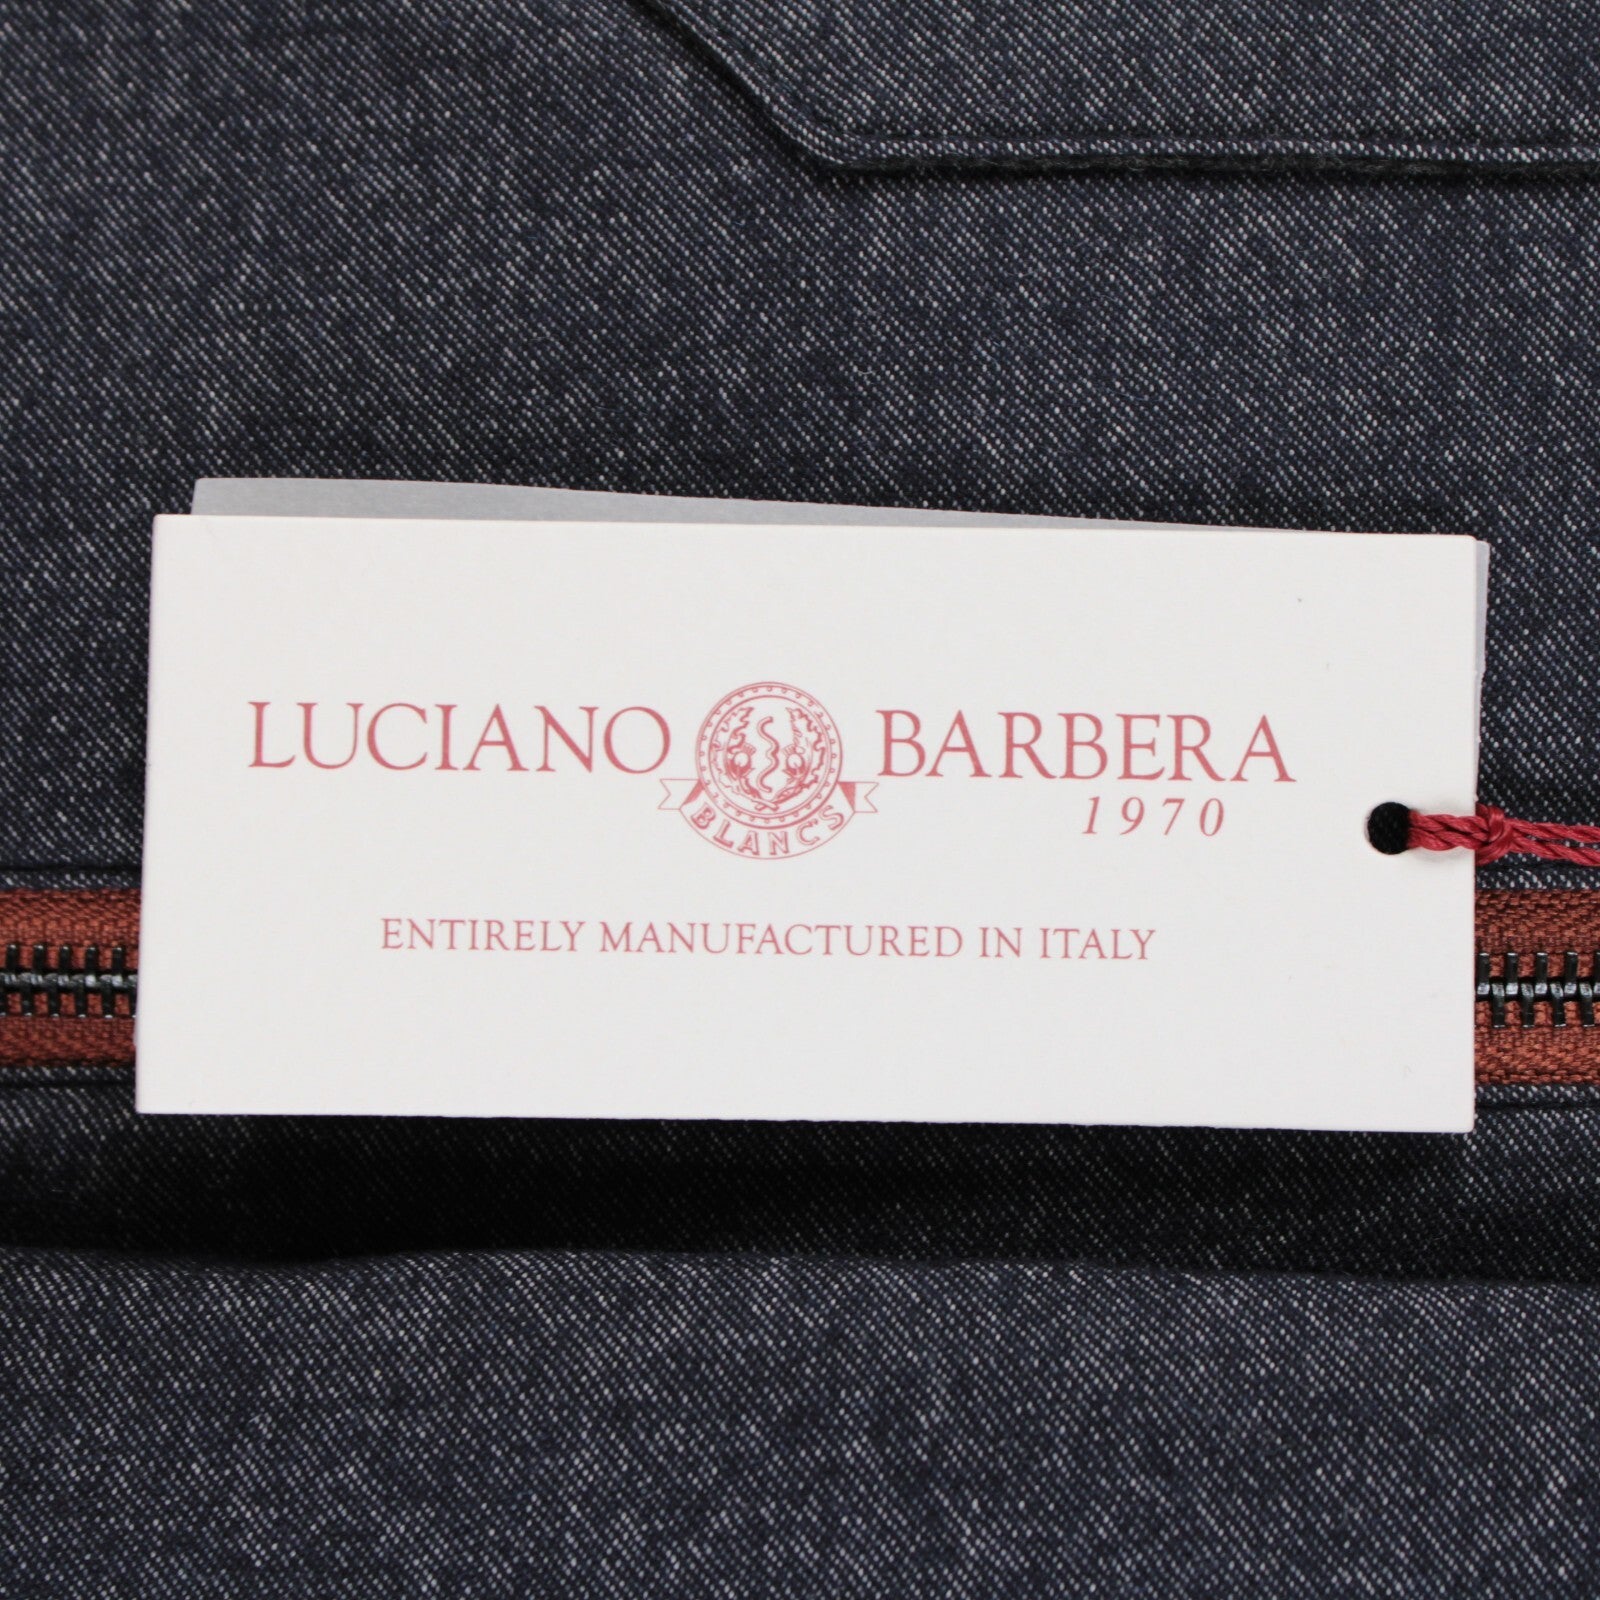 LUCIANO BARBERA
1970
BLANC'S
ENTIRELY MANUFACTURED IN ITALY